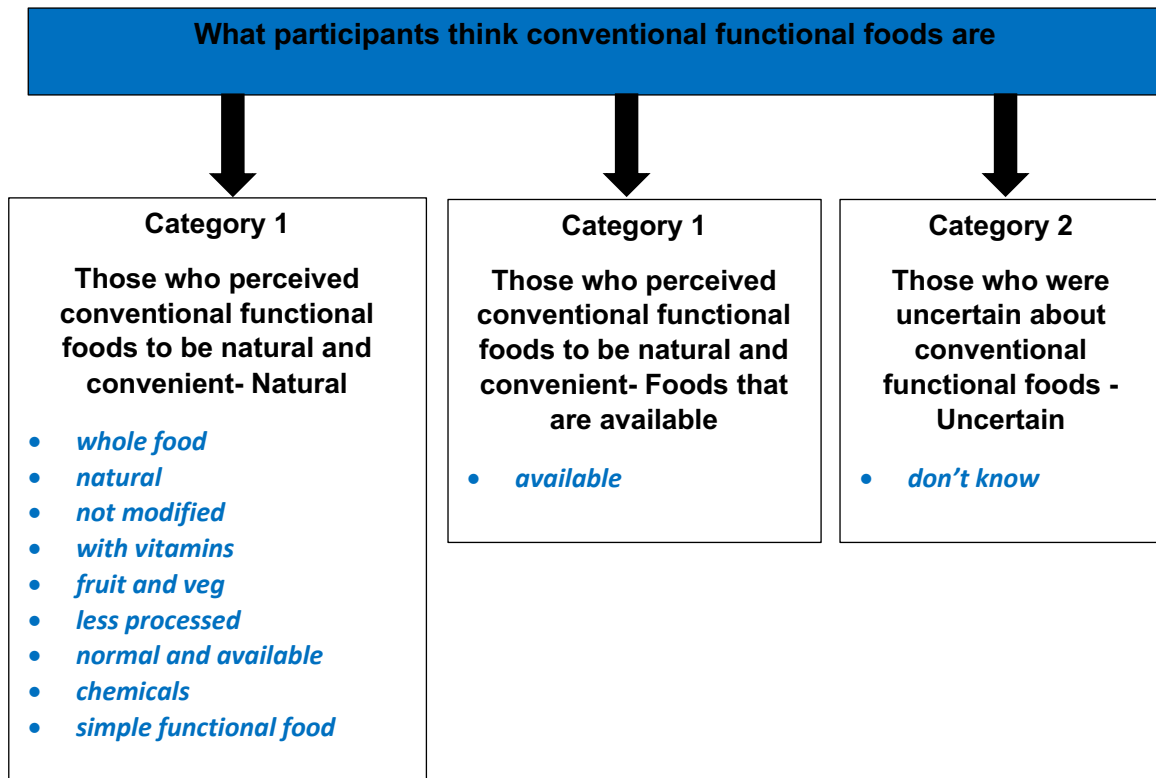 What participants think conventional functional foods are
Category 1
Those who perceived
conventional functional
foods to be natural and
convenient- Natural
• whole food
• natural
• not modified
• with vitamins
• fruit and veg
• less processed
• normal and available
• chemicals
• simple functional food
Category 1
Those who perceived
conventional functional
foods to be natural and
convenient- Foods that
are available
• available
Category 2
Those who were
uncertain about
conventional
functional foods -
Uncertain
• don’t know